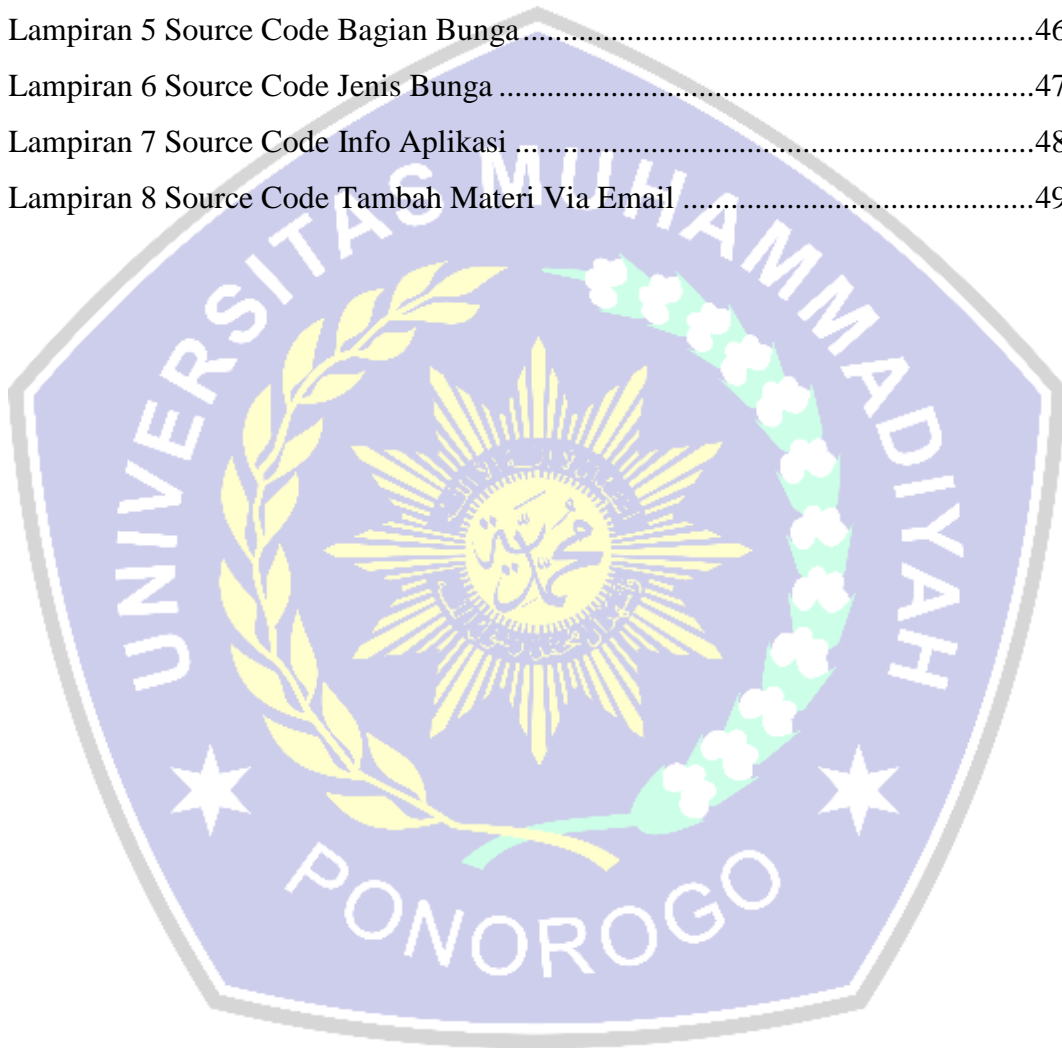 Lampiran 5 Source Code Bagian Bunga....................................................................46
Lampiran 6 Source Code Jenis Bunga.......................................................................47
Lampiran 7 Source Code Info Aplikasi.....................................................................48
Lampiran 8 Source Code Tambah Materi Via Email...............................................49
UNIVERSITAS MUHAMMADIYAH
محمدية
PONOROGO